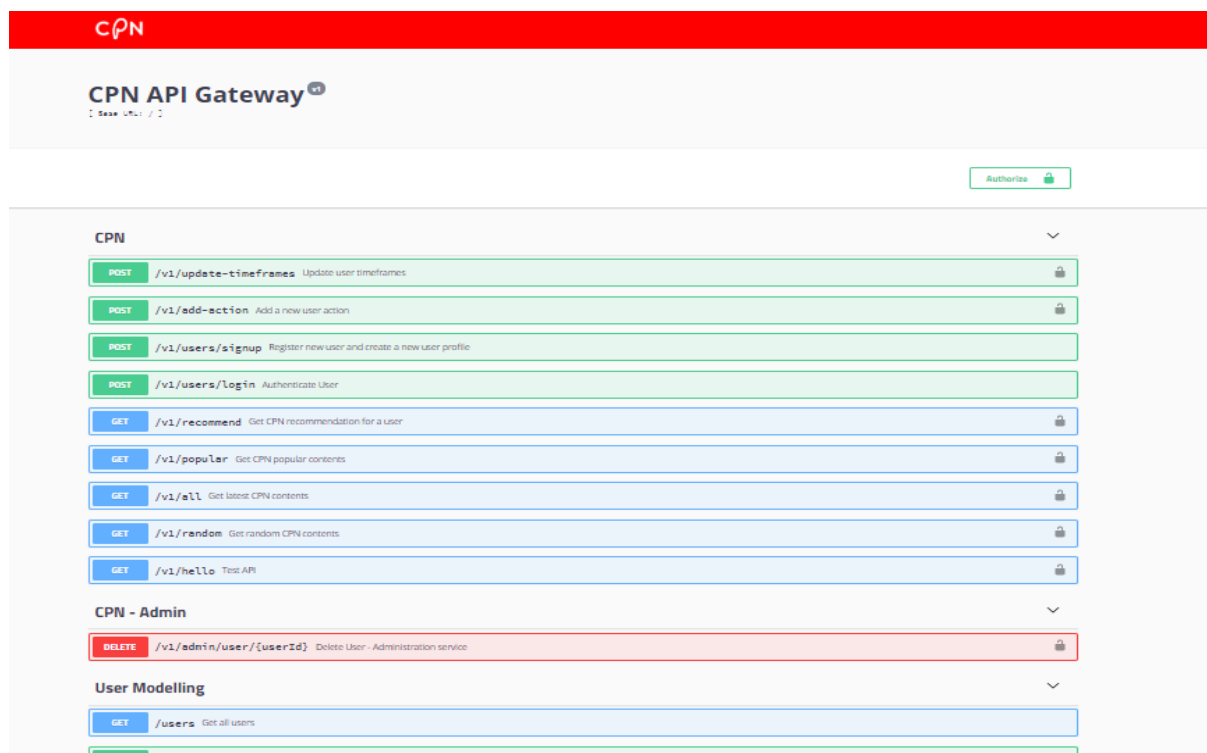 CPN
CPN API Gateway v1
[ Base URL: / ]
Authorize
CPN
POST /v1/update-timeframes Update user timeframes
POST /v1/add-action Add a new user action
POST /v1/users/signup Register new user and create a new user profile
POST /v1/users/login Authenticate User
GET /v1/recommend Get CPN recommendation for a user
GET /v1/popular Get CPN popular contents
GET /v1/all Get latest CPN contents
GET /v1/random Get random CPN contents
GET /v1/hello Test API
CPN - Admin
DELETE /v1/admin/user/{userId} Delete User - Administration service
User Modelling
GET /users Get all users